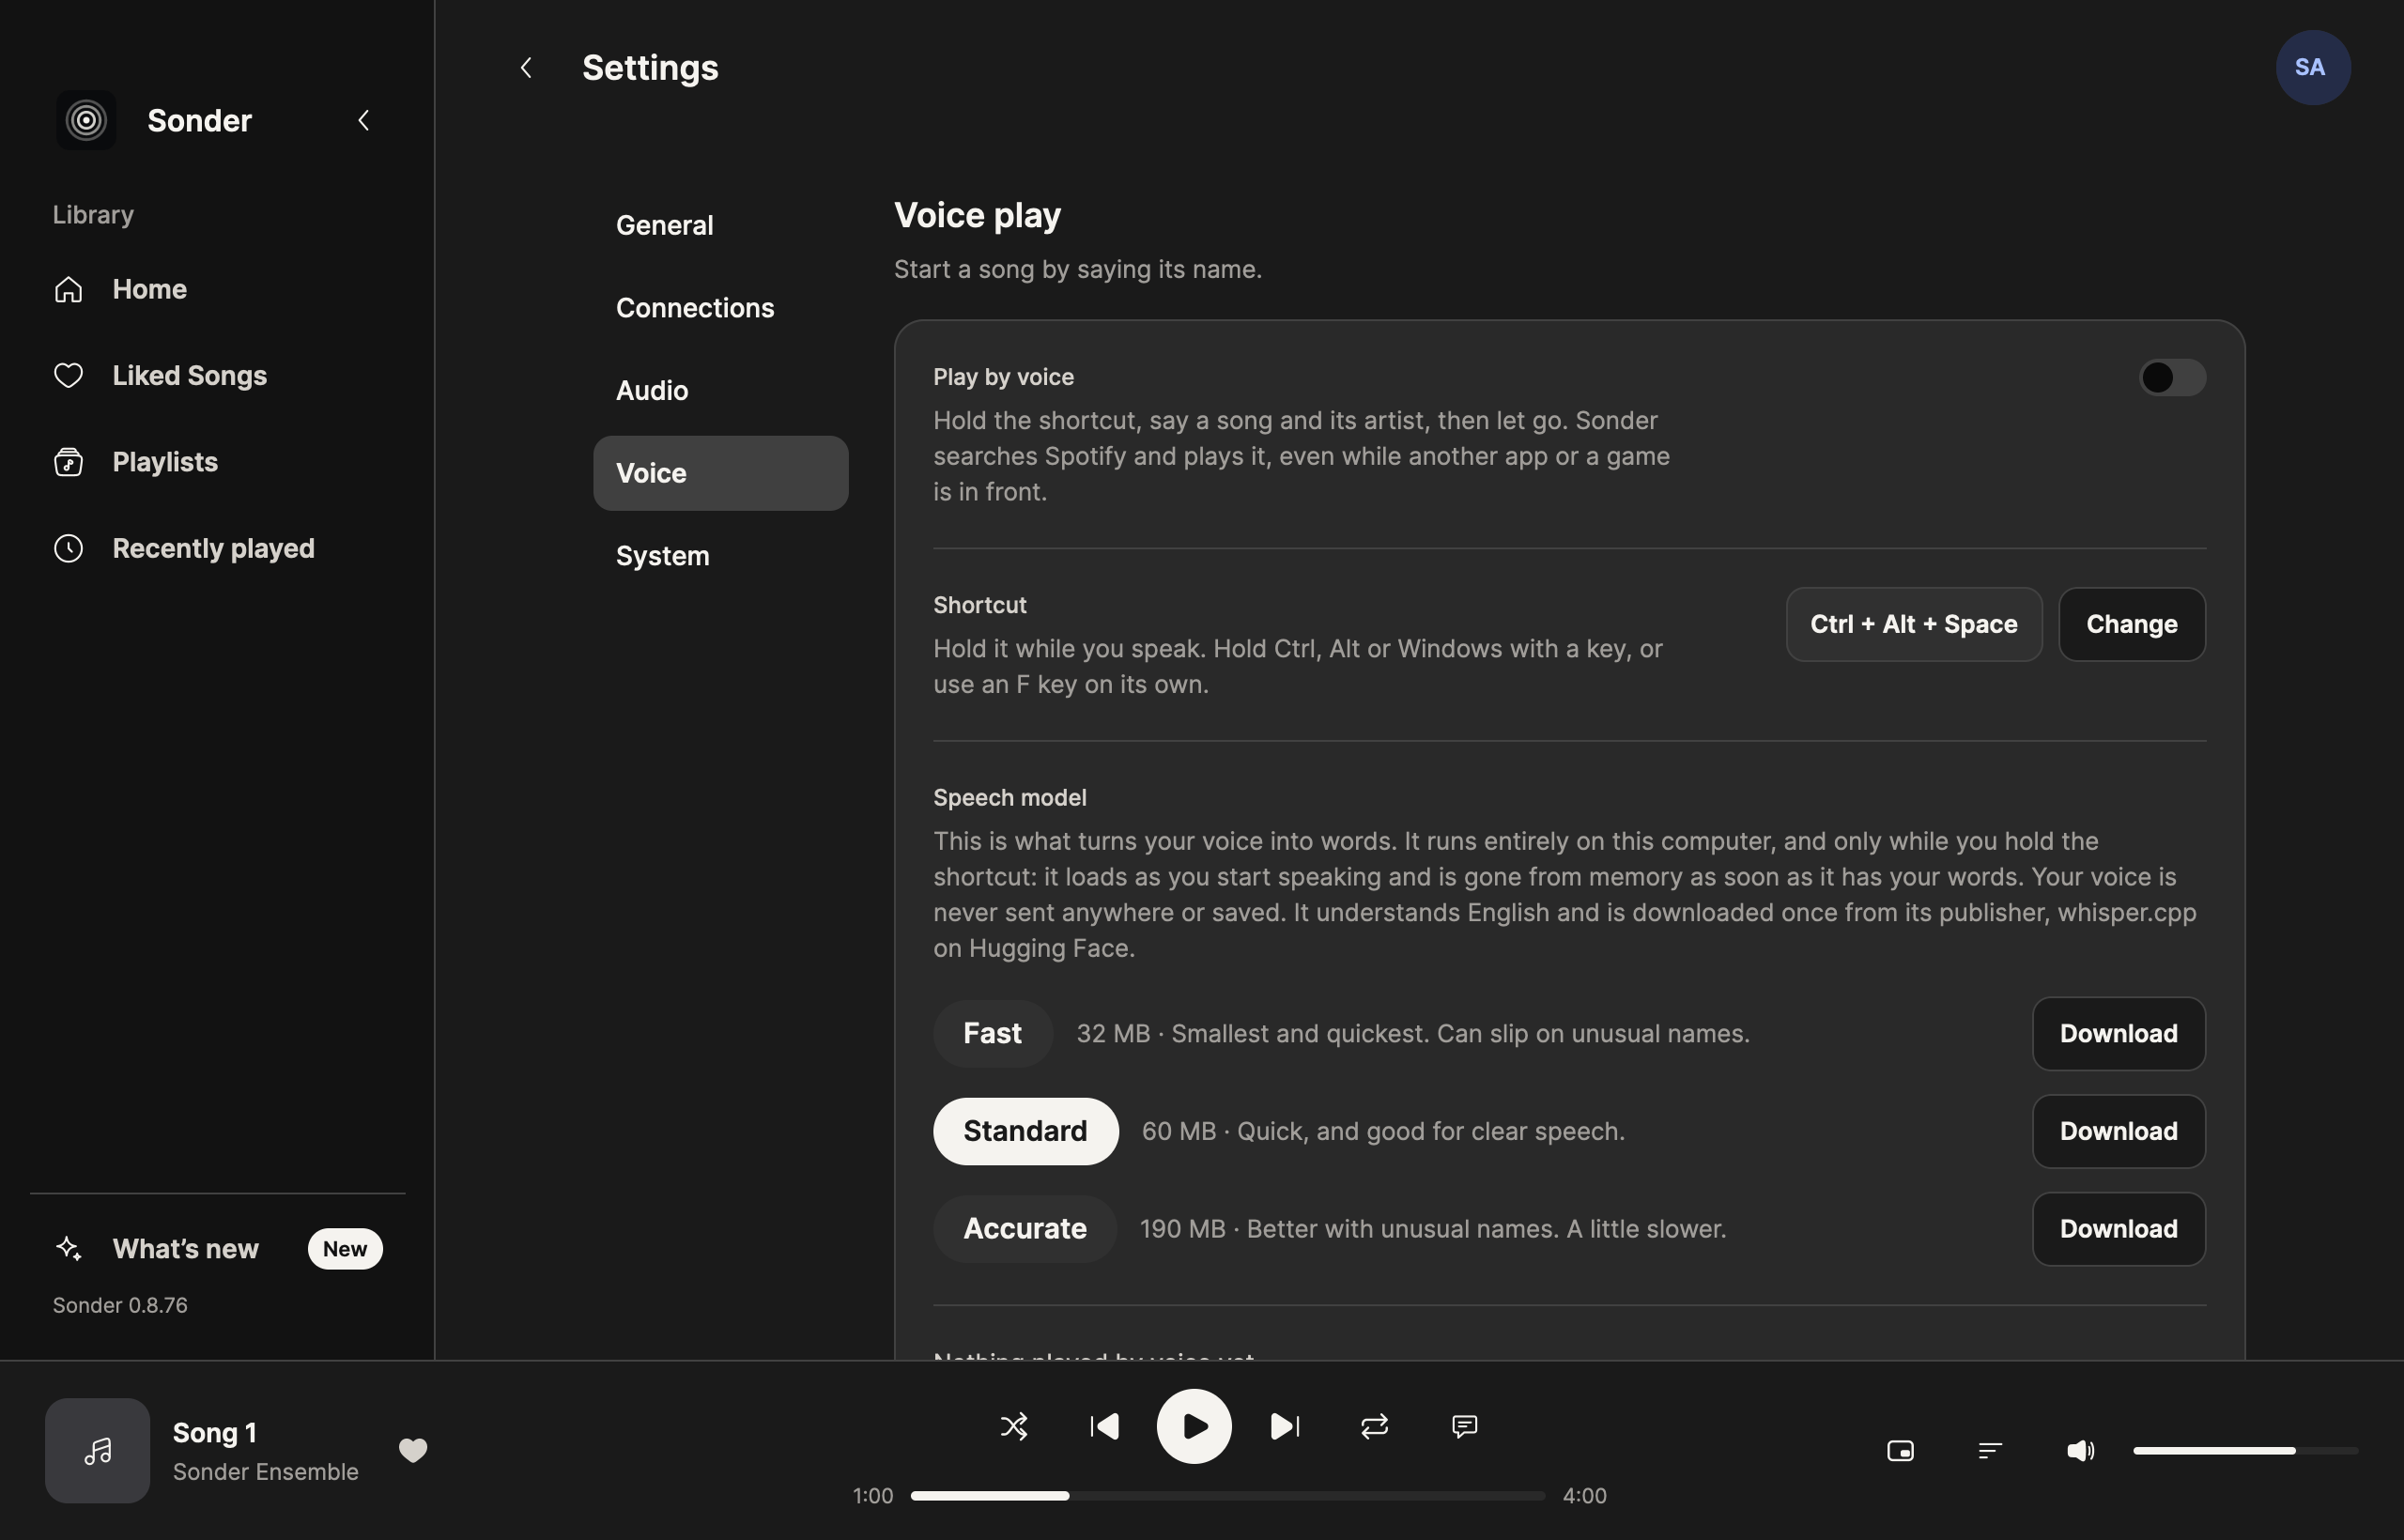 Sonder
Library
Home
Liked Songs
Playlists
Recently played
What's new
New
Sonder 0.8.76
Settings
SA
General
Connections
Audio
Voice
System
Voice play
Start a song by saying its name.
Play by voice
Hold the shortcut, say a song and its artist, then let go. Sonder
searches Spotify and plays it, even while another app or a game
is in front.
Shortcut
Hold it while you speak. Hold Ctrl, Alt or Windows with a key, or
use an F key on its own.
Ctrl + Alt + Space
Change
Speech model
This is what turns your voice into words. It runs entirely on this computer, and only while you hold the
shortcut: it loads as you start speaking and is gone from memory as soon as it has your words. Your voice is
never sent anywhere or saved. It understands English and is downloaded once from its publisher, whisper.cpp
on Hugging Face.
Fast 32 MB · Smallest and quickest. Can slip on unusual names. Download
Standard 60 MB · Quick, and good for clear speech. Download
Accurate 190 MB · Better with unusual names. A little slower. Download
Nothing played by voice yet
Song 1
Sonder Ensemble
1:00
4:00